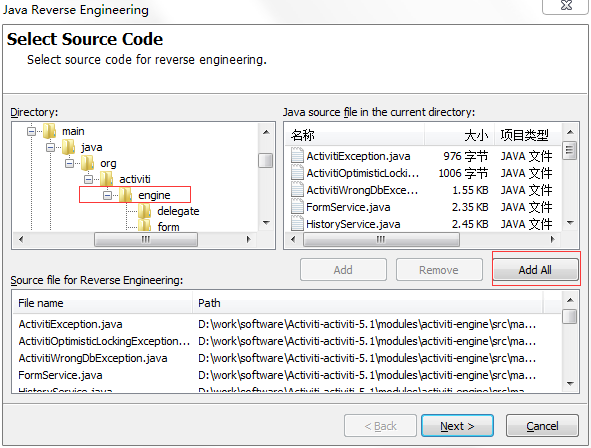 Java Reverse Engineering
Select Source Code
Select source code for reverse engineering.
Directory:
main
java
org
activiti
engine
delegate
form
Java source file in the current directory:
名称 大小 项目类型
ActivitiException.java 976 字节 JAVA 文件
ActivitiOptimisticLocki... 1006 字节 JAVA 文件
ActivitiWrongDbExce... 1.55 KB JAVA 文件
FormService.java 2.35 KB JAVA 文件
HistoryService.java 2.45 KB JAVA 文件
Add Remove Add All
Source file for Reverse Engineering:
File name Path
ActivitiException.java D:\work\software\Activiti-activiti-5.1\modules\activiti-engine\src\ma...
ActivitiOptimisticLockingException... D:\work\software\Activiti-activiti-5.1\modules\activiti-engine\src\ma...
ActivitiWrongDbException.java D:\work\software\Activiti-activiti-5.1\modules\activiti-engine\src\ma...
FormService.java D:\work\software\Activiti-activiti-5.1\modules\activiti-engine\src\ma...
HistoryService.java D:\work\software\Activiti-activiti-5.1\modules\activiti-engine\src\ma...
< Back Next > Cancel